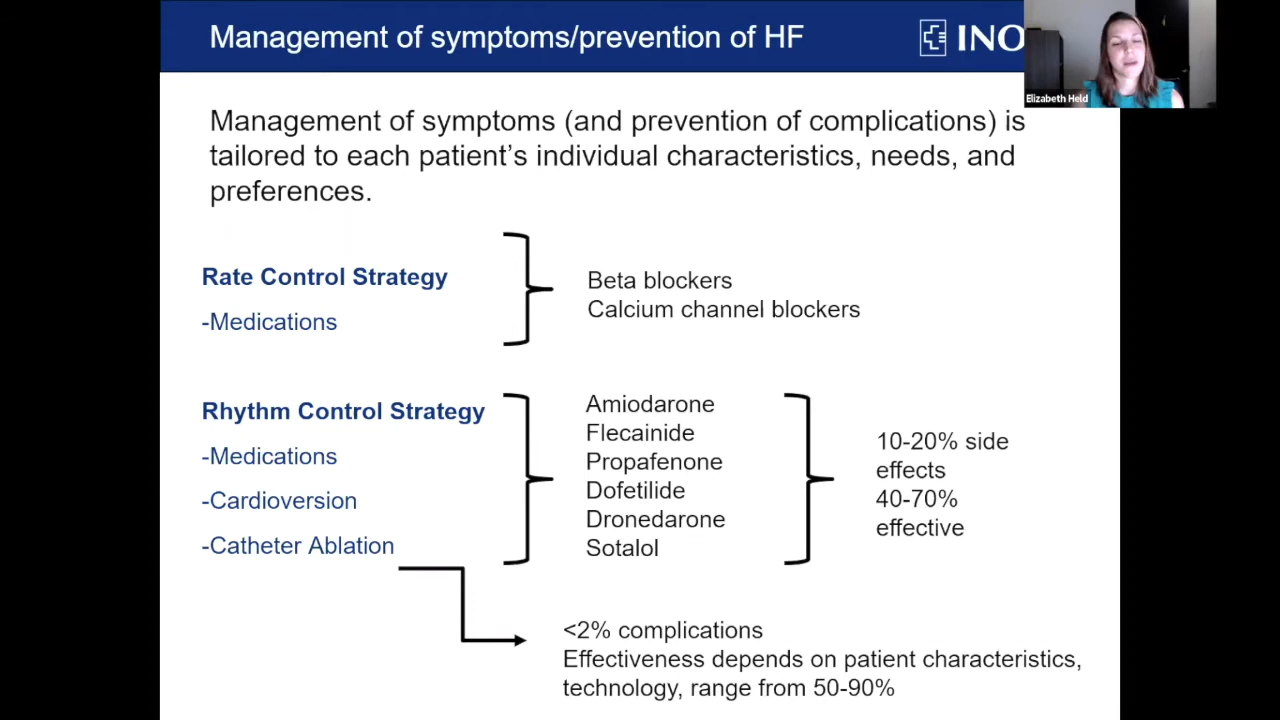 Management of symptoms/prevention of HF
INO
Elizabeth Held
Management of symptoms (and prevention of complications) is
tailored to each patient's individual characteristics, needs, and
preferences.
Rate Control Strategy
-Medications
Beta blockers
Calcium channel blockers
Rhythm Control Strategy
-Medications
-Cardioversion
-Catheter Ablation
Amiodarone
Flecainide
Propafenone
Dofetilide
Dronedarone
Sotalol
10-20% side
effects
40-70%
effective
<2% complications
Effectiveness depends on patient characteristics,
technology, range from 50-90%